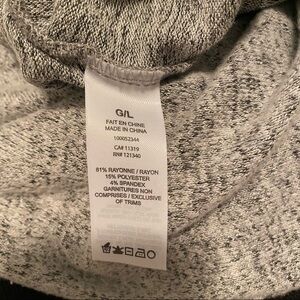 G/L
FAIT EN CHINE
MADE IN CHINA
100052344
CA# 11319
RN# 121340
81% RAYONNE / RAYON
15% POLYESTER
4% SPANDEX
GARNITURES NON
COMPRISES / EXCLUSIVE
OF TRIMS